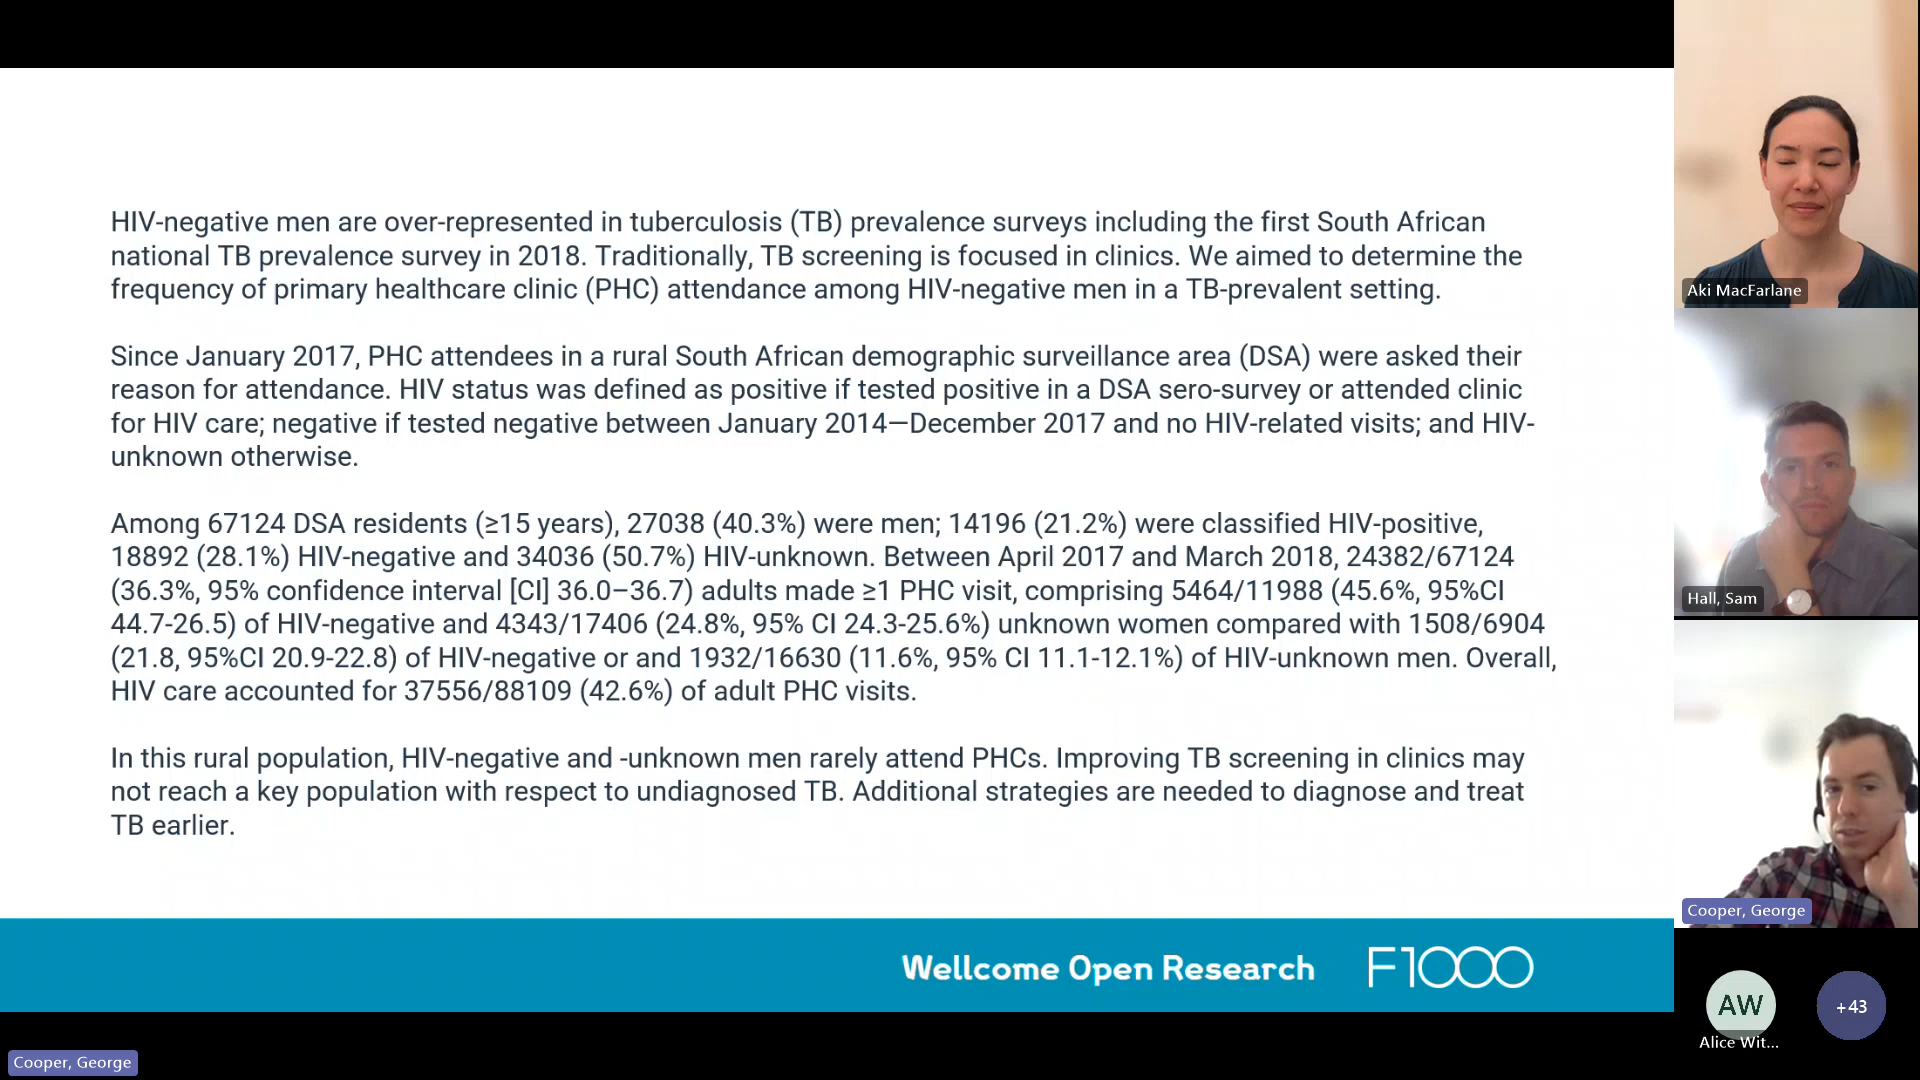 HIV-negative men are over-represented in tuberculosis (TB) prevalence surveys including the first South African
national TB prevalence survey in 2018. Traditionally, TB screening is focused in clinics. We aimed to determine the
frequency of primary healthcare clinic (PHC) attendance among HIV-negative men in a TB-prevalent setting.
Since January 2017, PHC attendees in a rural South African demographic surveillance area (DSA) were asked their
reason for attendance. HIV status was defined as positive if tested positive in a DSA sero-survey or attended clinic
for HIV care; negative if tested negative between January 2014—December 2017 and no HIV-related visits; and HIV-
unknown otherwise.
Among 67124 DSA residents (≥15 years), 27038 (40.3%) were men; 14196 (21.2%) were classified HIV-positive,
18892 (28.1%) HIV-negative and 34036 (50.7%) HIV-unknown. Between April 2017 and March 2018, 24382/67124
(36.3%, 95% confidence interval [CI] 36.0–36.7) adults made ≥1 PHC visit, comprising 5464/11988 (45.6%, 95%CI
44.7-26.5) of HIV-negative and 4343/17406 (24.8%, 95% CI 24.3-25.6%) unknown women compared with 1508/6904
(21.8, 95%CI 20.9-22.8) of HIV-negative or and 1932/16630 (11.6%, 95% CI 11.1-12.1%) of HIV-unknown men. Overall,
HIV care accounted for 37556/88109 (42.6%) of adult PHC visits.
In this rural population, HIV-negative and -unknown men rarely attend PHCs. Improving TB screening in clinics may
not reach a key population with respect to undiagnosed TB. Additional strategies are needed to diagnose and treat
TB earlier.
Wellcome Open Research
F1000
Cooper, George
Aki MacFarlane
Hall, Sam
Cooper, George
AW
Alice Wit...
+43